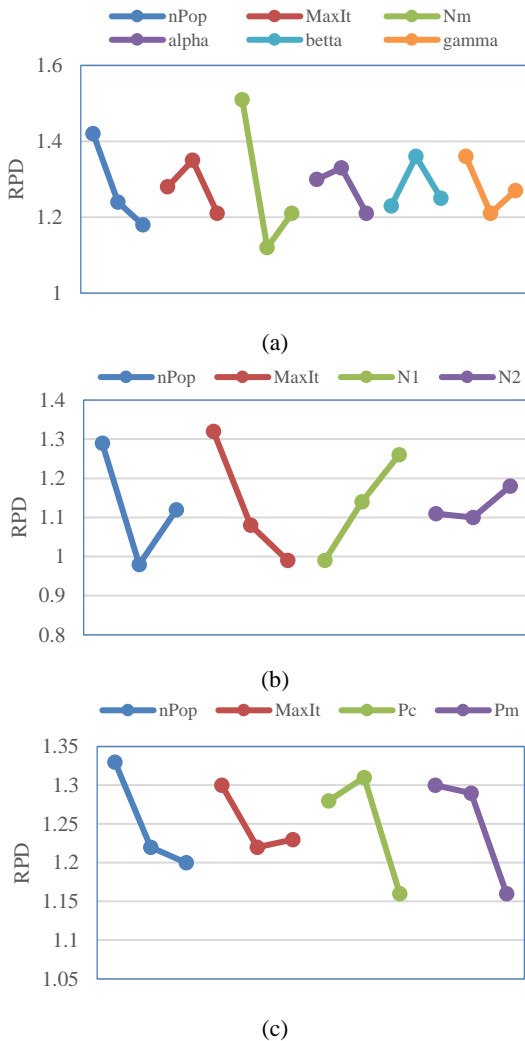 nPop MaxIt Nm
alpha betta gamma
1.6
1.4
1.2
1
RPD
(a)
nPop MaxIt N1 N2
1.4
1.3
1.2
1.1
1
0.9
0.8
RPD
(b)
nPop MaxIt Pc Pm
1.35
1.3
1.25
1.2
1.15
1.1
1.05
RPD
(c)